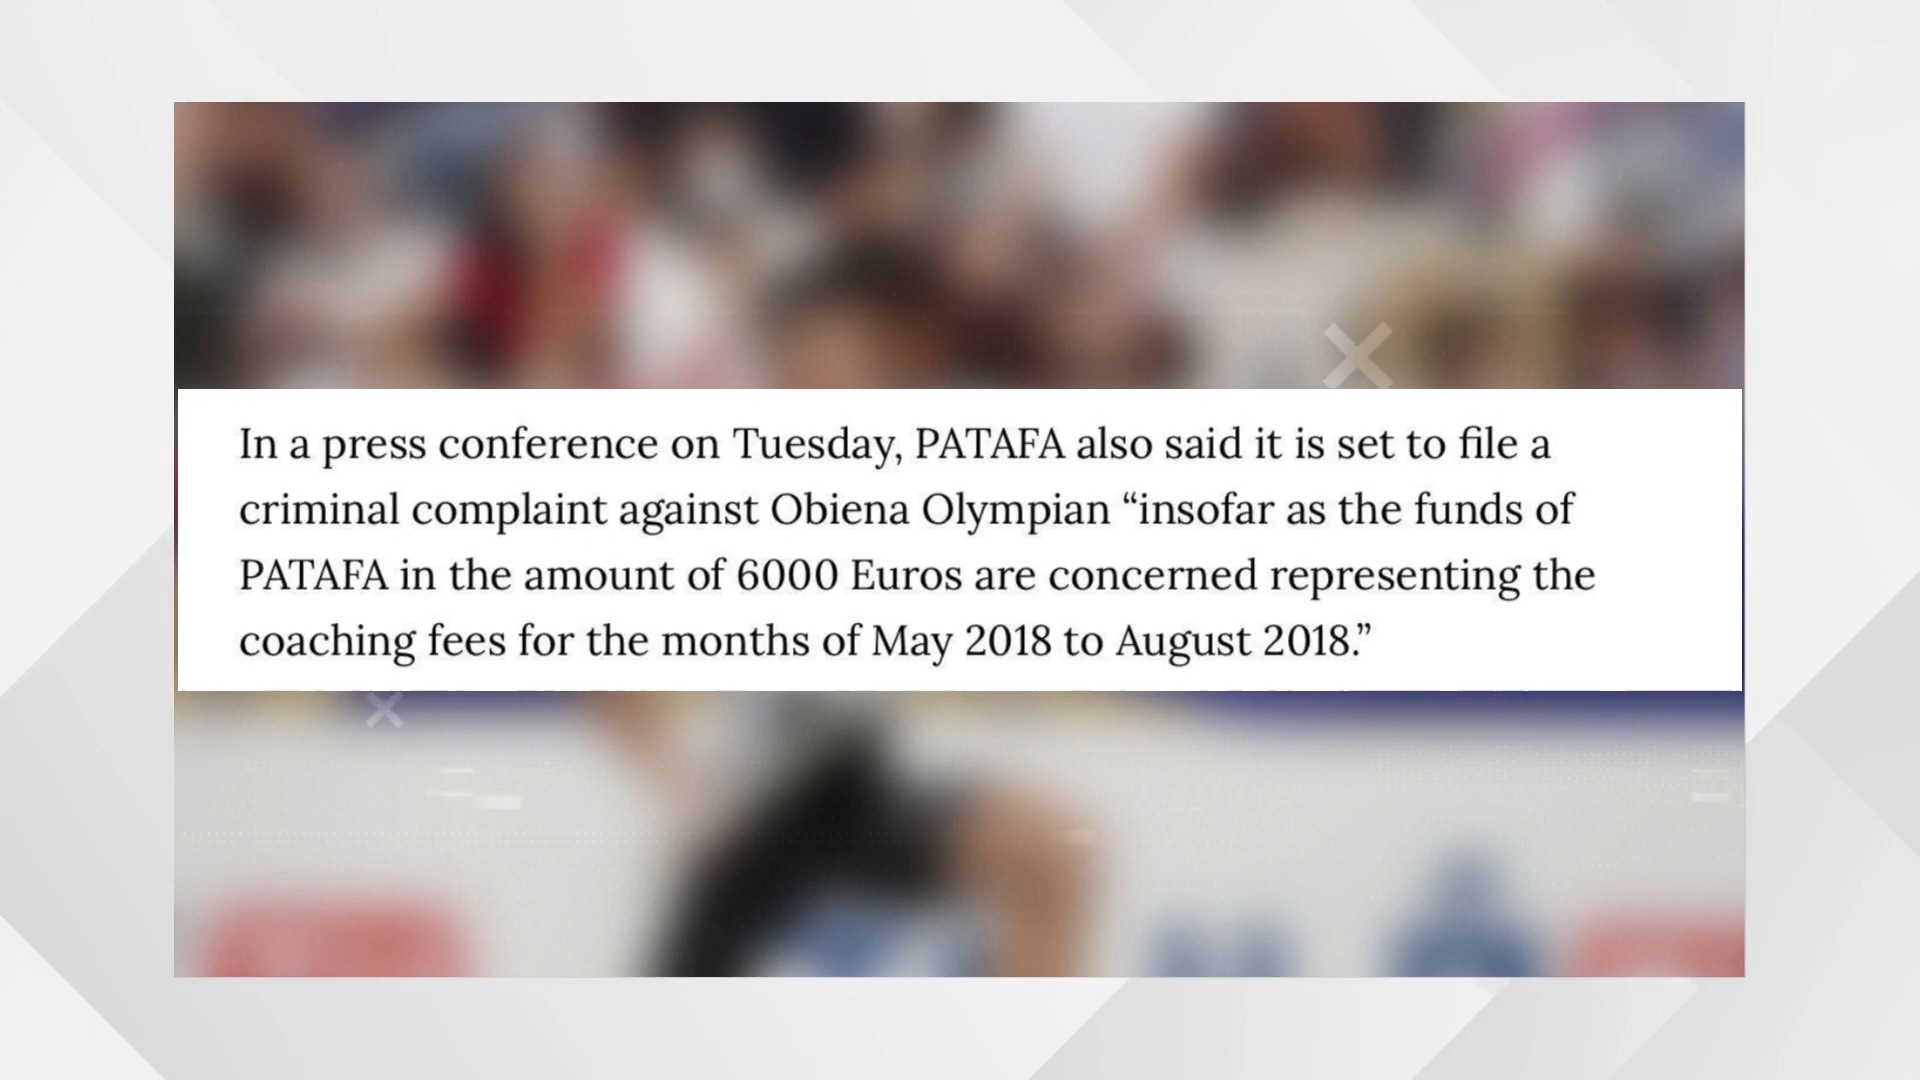 In a press conference on Tuesday, PATAFA also said it is set to file a
criminal complaint against Obiena Olympian “insofar as the funds of
PATAFA in the amount of 6000 Euros are concerned representing the
coaching fees for the months of May 2018 to August 2018.”